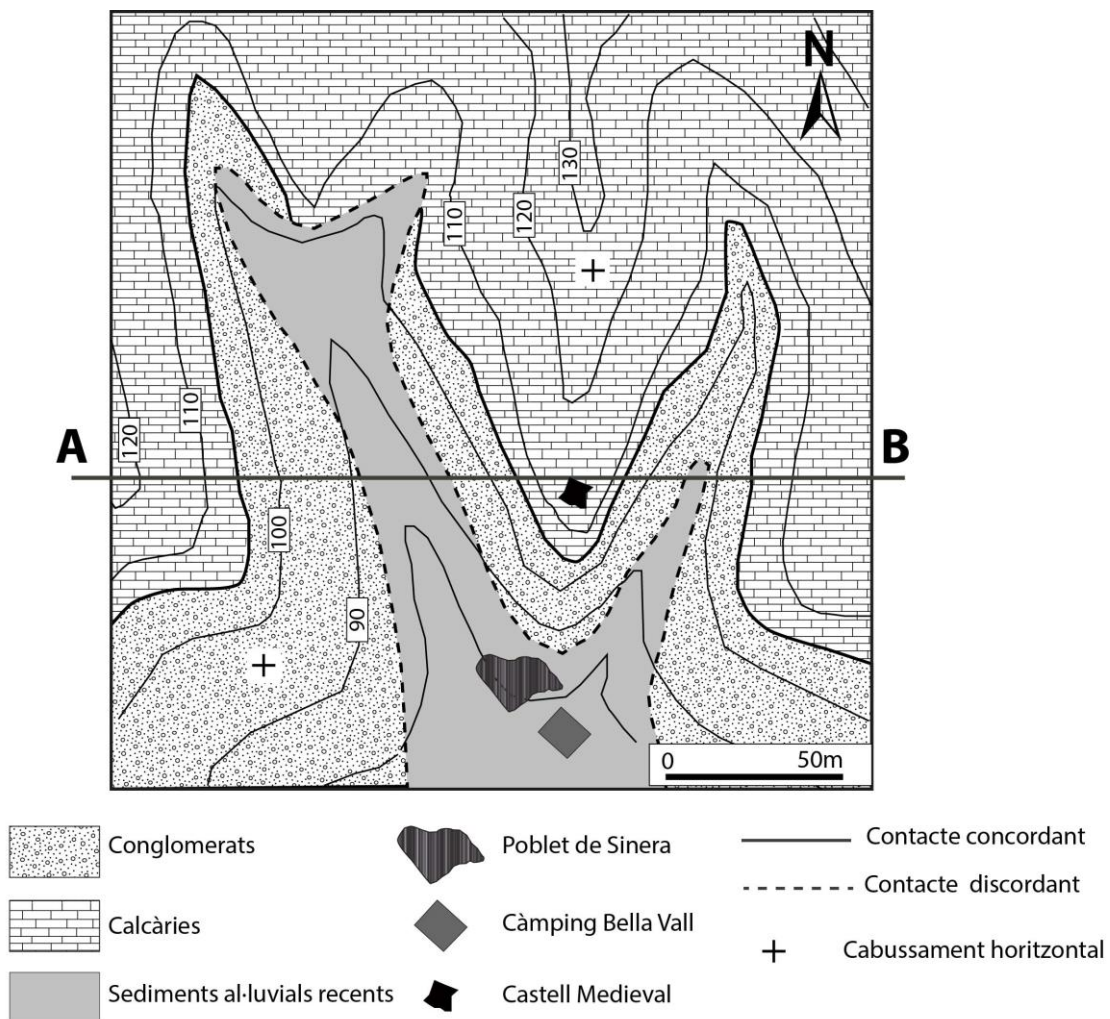 N
130
110
120
A
120
110
B
100
90
0 50m
Conglomerats
Poblet de Sinera
Contacte concordant
Contacte discordant
Calcàries
Càmping Bella Vall
Cabussament horitzontal
Sediments al·luvials recents
Castell Medieval